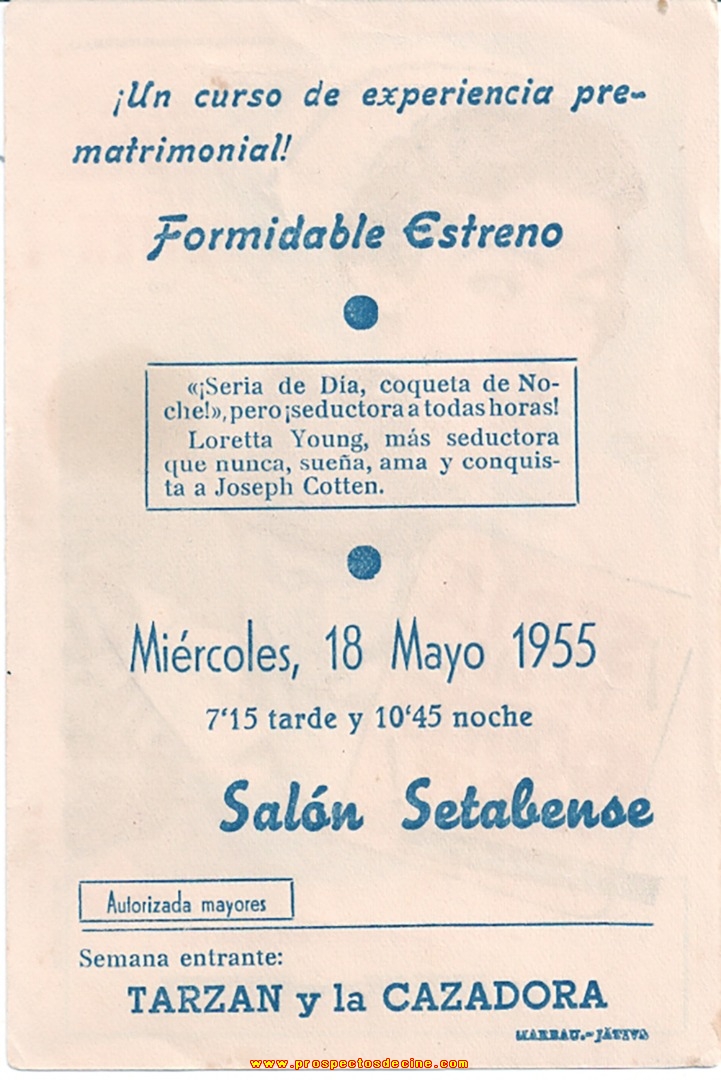 ¡Un curso de experiencia pre-
matrimonial!
Formidable Estreno
«¡Seria de Día, coqueta de No-
che!», pero ¡seductora a todas horas!
Loretta Young, más seductora
que nunca, sueña, ama y conquis-
ta a Joseph Cotten.
Miércoles, 18 Mayo 1955
7'15 tarde y 10'45 noche
Salón Setabense
Autorizada mayores
Semana entrante:
TARZAN y la CAZADORA
MARBAU.-JÁTIVA
www.prospectosdecine.com